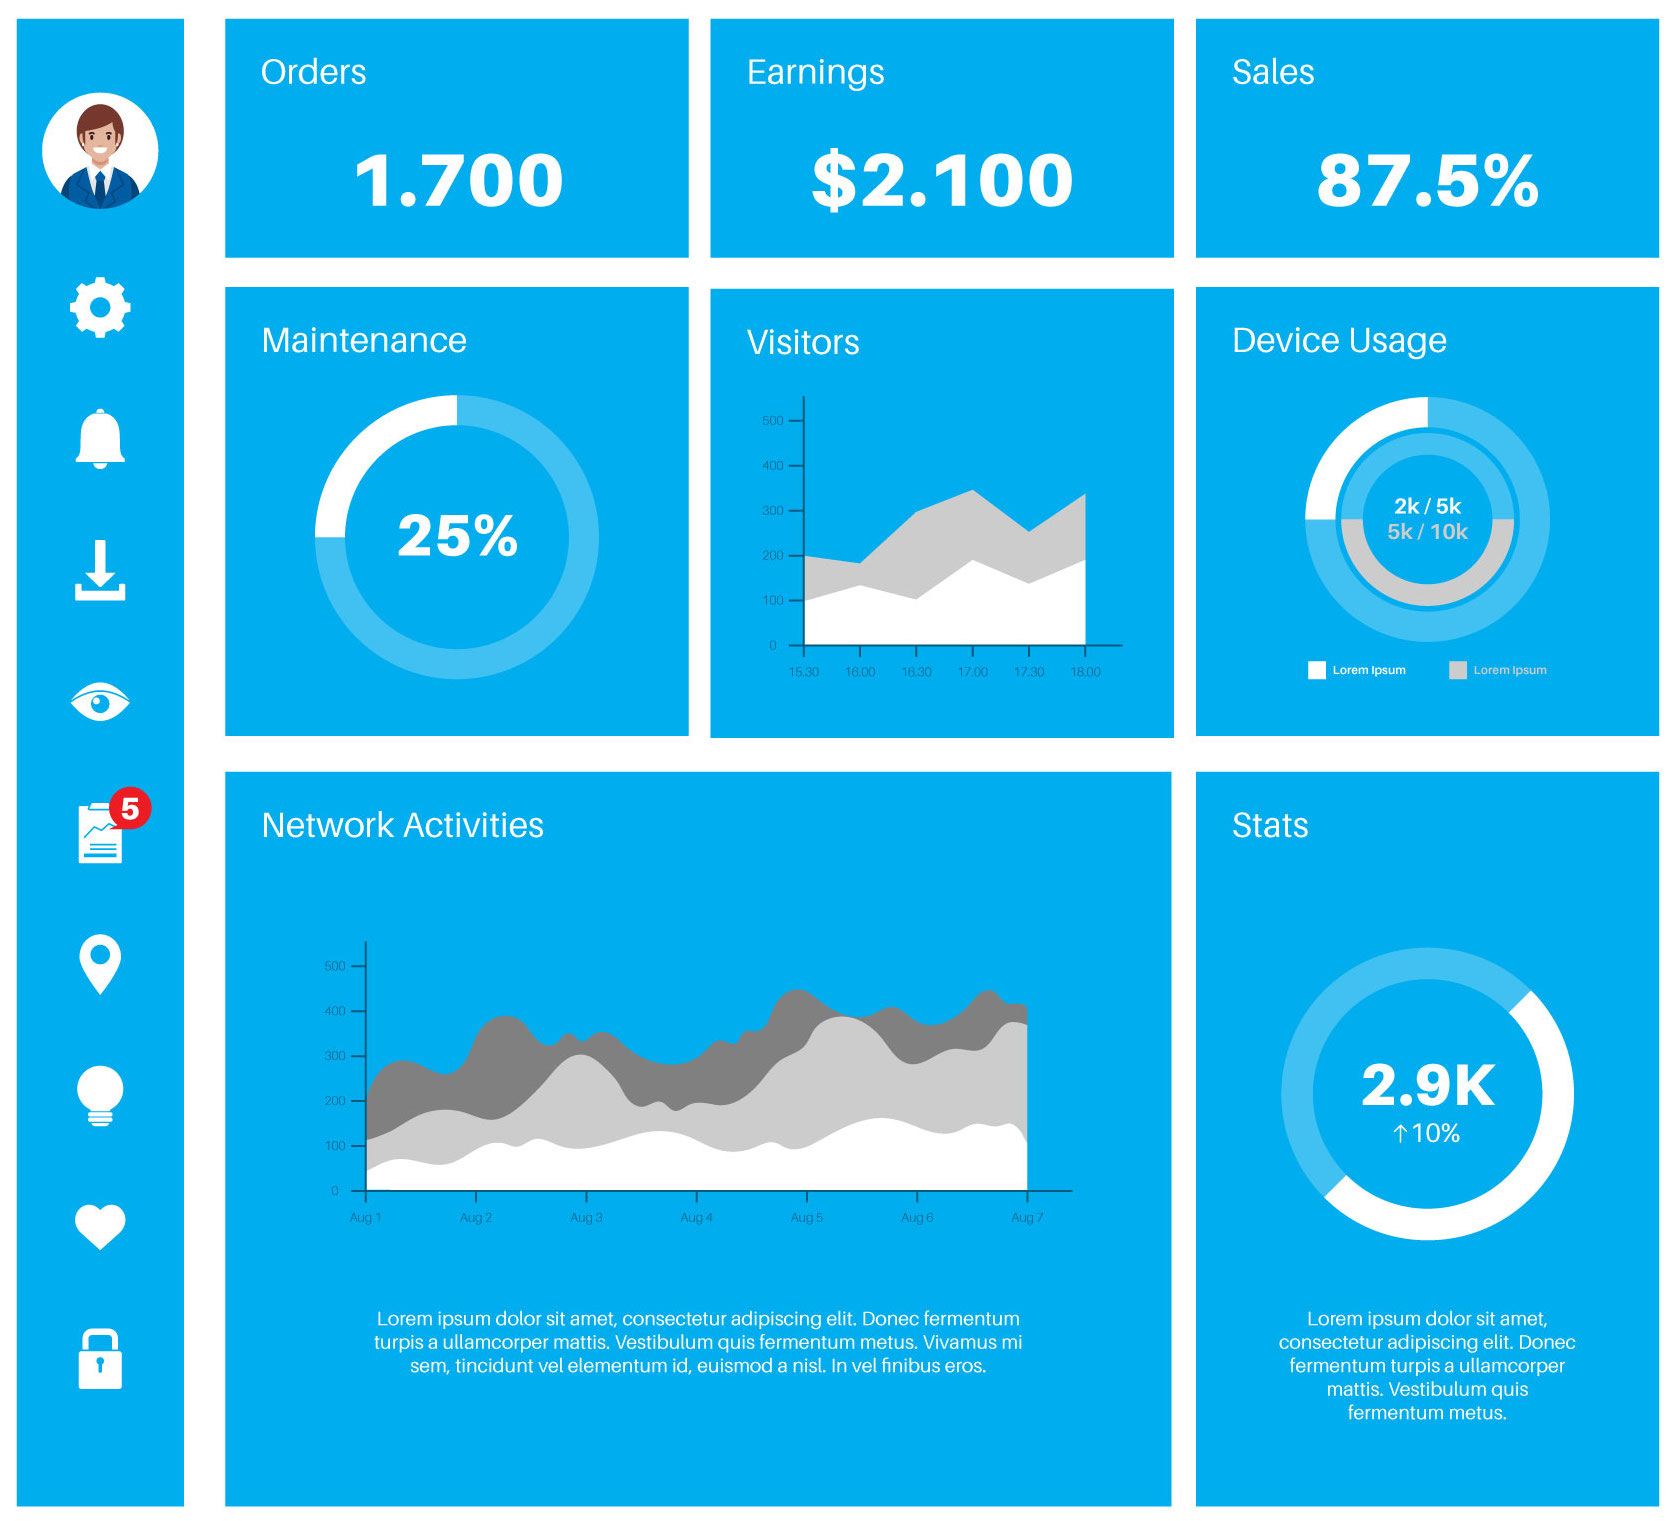 5
Orders
1.700
Earnings
$2.100
Sales
87.5%
Maintenance
25%
Visitors
500
400
300
200
100
0
15.30 16.00 16.30 17.00 17.30 18.00
Device Usage
2k / 5k
5k / 10k
Lorem Ipsum
Lorem Ipsum
Network Activities
500
400
300
200
100
0
Aug 1 Aug 2 Aug 3 Aug 4 Aug 5 Aug 6 Aug 7
Lorem ipsum dolor sit amet, consectetur adipiscing elit. Donec fermentum
turpis a ullamcorper mattis. Vestibulum quis fermentum metus. Vivamus mi
sem, tincidunt vel elementum id, euismod a nisl. In vel finibus eros.
Stats
2.9K
↑10%
Lorem ipsum dolor sit amet,
consectetur adipiscing elit. Donec
fermentum turpis a ullamcorper
mattis. Vestibulum quis
fermentum metus.